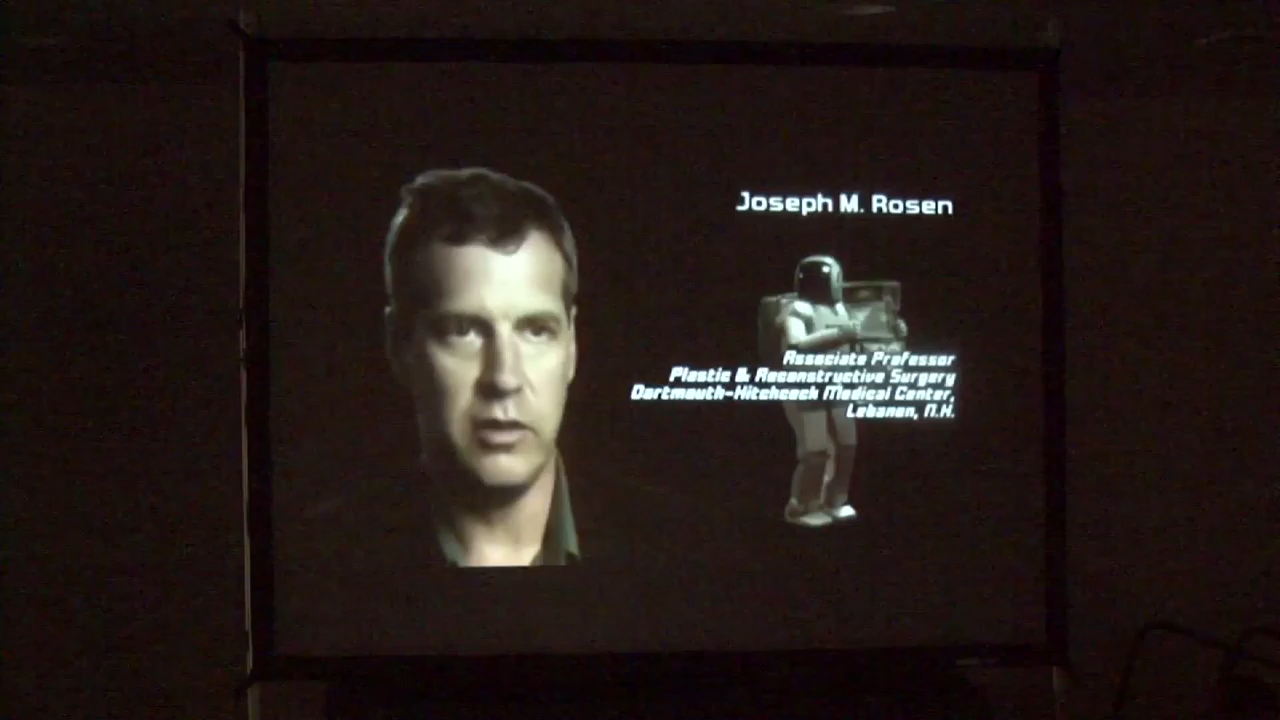 Joseph M. Rosen
Associate Professor
Plastic & Reconstructive Surgery
Dartmouth-Hitchcock Medical Center,
Lebanon, N.H.